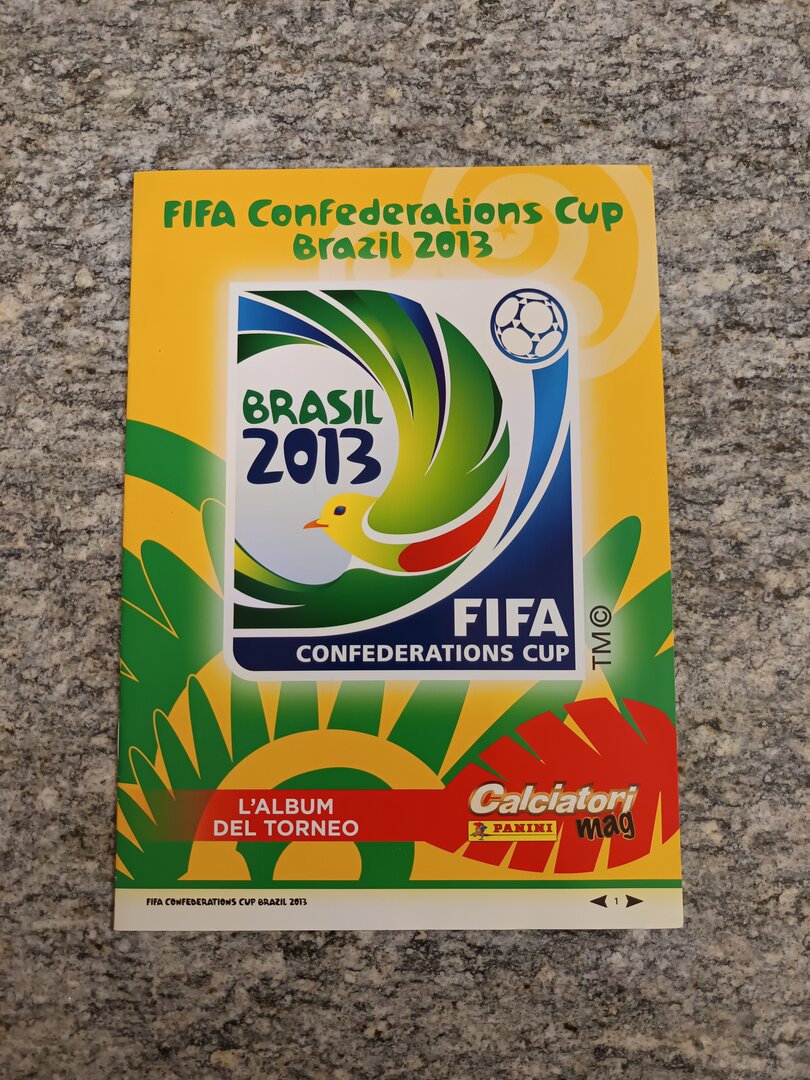 FIFA Confederations Cup
Brazil 2013
BRASIL
2013
FIFA
CONFEDERATIONS CUP
TM©
L'ALBUM
DEL TORNEO
Calciatori
PANINI
mag
FIFA CONFEDERATIONS CUP BRAZIL 2013
1